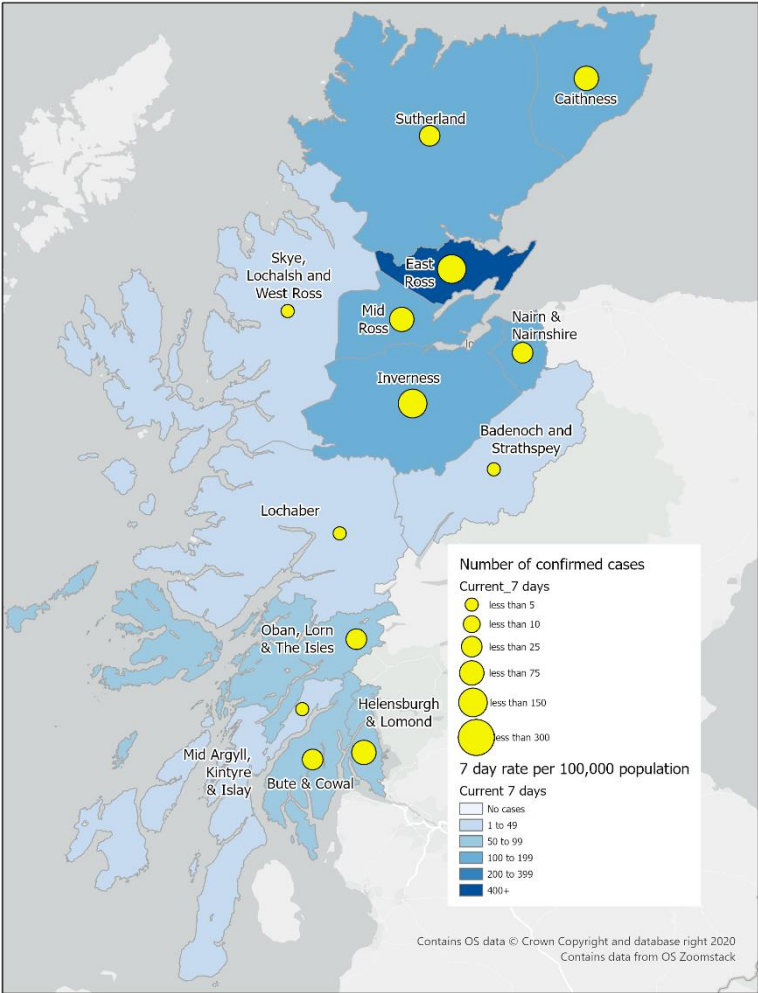 Caithness
Sutherland
East
Ross
Skye,
Lochalsh and
West Ross
Mid
Ross
Nairn &
Nairnshire
Inverness
Badenoch and
Strathspey
Lochaber
Oban, Lorn
& The Isles
Helensburgh
& Lomond
Mid Argyll,
Kintyre
& Islay
Bute & Cowal
Number of confirmed cases
Current_7 days
less than 5
less than 10
less than 25
less than 75
less than 150
less than 300
7 day rate per 100,000 population
Current 7 days
No cases
1 to 49
50 to 99
100 to 199
200 to 399
400+
Contains OS data © Crown Copyright and database right 2020
Contains data from OS Zoomstack